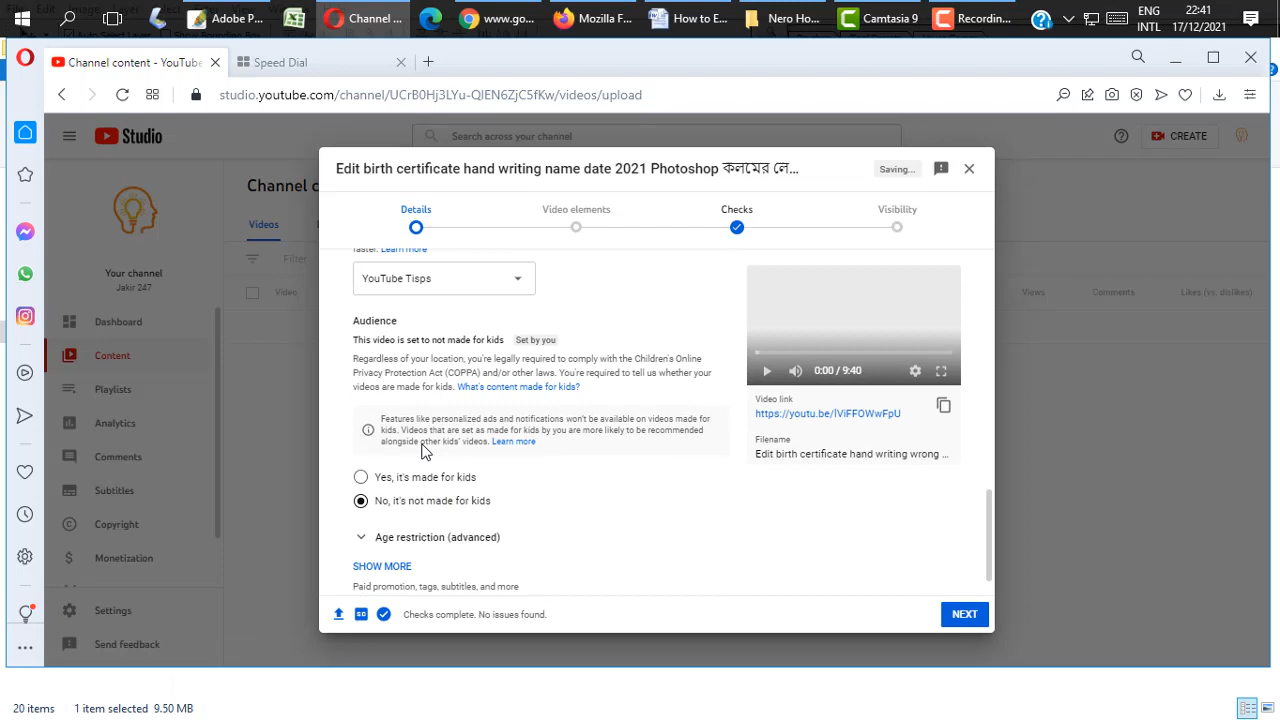 File Edit Image Layer Select
Adobe P...
Channel ...
www.go...
Mozilla F...
How to E...
Nero Ho...
Camtasia 9
Recordin...
ENG
INTL
22:41
17/12/2021
Channel content - YouTube
Speed Dial
studio.youtube.com/channel/UCrB0Hj3LYu-QIEN6ZjC5fKw/videos/upload
Studio
Search across your channel
CREATE
Your channel
Jakir 247
Dashboard
Content
Playlists
Analytics
Comments
Subtitles
Copyright
Monetization
Settings
Send feedback
Channel c
Videos
Filter
Video
Views
Comments
Likes (vs. dislikes)
Edit birth certificate hand writing name date 2021 Photoshop কলমের লে...
Saving...
Details
Video elements
Checks
Visibility
faster. Learn more
YouTube Tisps
Audience
This video is set to not made for kids Set by you
Regardless of your location, you're legally required to comply with the Children's Online
Privacy Protection Act (COPPA) and/or other laws. You're required to tell us whether your
videos are made for kids. What's content made for kids?
Features like personalized ads and notifications won't be available on videos made for
kids. Videos that are set as made for kids by you are more likely to be recommended
alongside other kids' videos. Learn more
Yes, it's made for kids
No, it's not made for kids
Age restriction (advanced)
SHOW MORE
Paid promotion, tags, subtitles, and more
0:00 / 9:40
Video link
https://youtu.be/lViFFOWwFpU
Filename
Edit birth certificate hand writing wrong ...
Checks complete. No issues found.
NEXT
20 items
1 item selected 9.50 MB